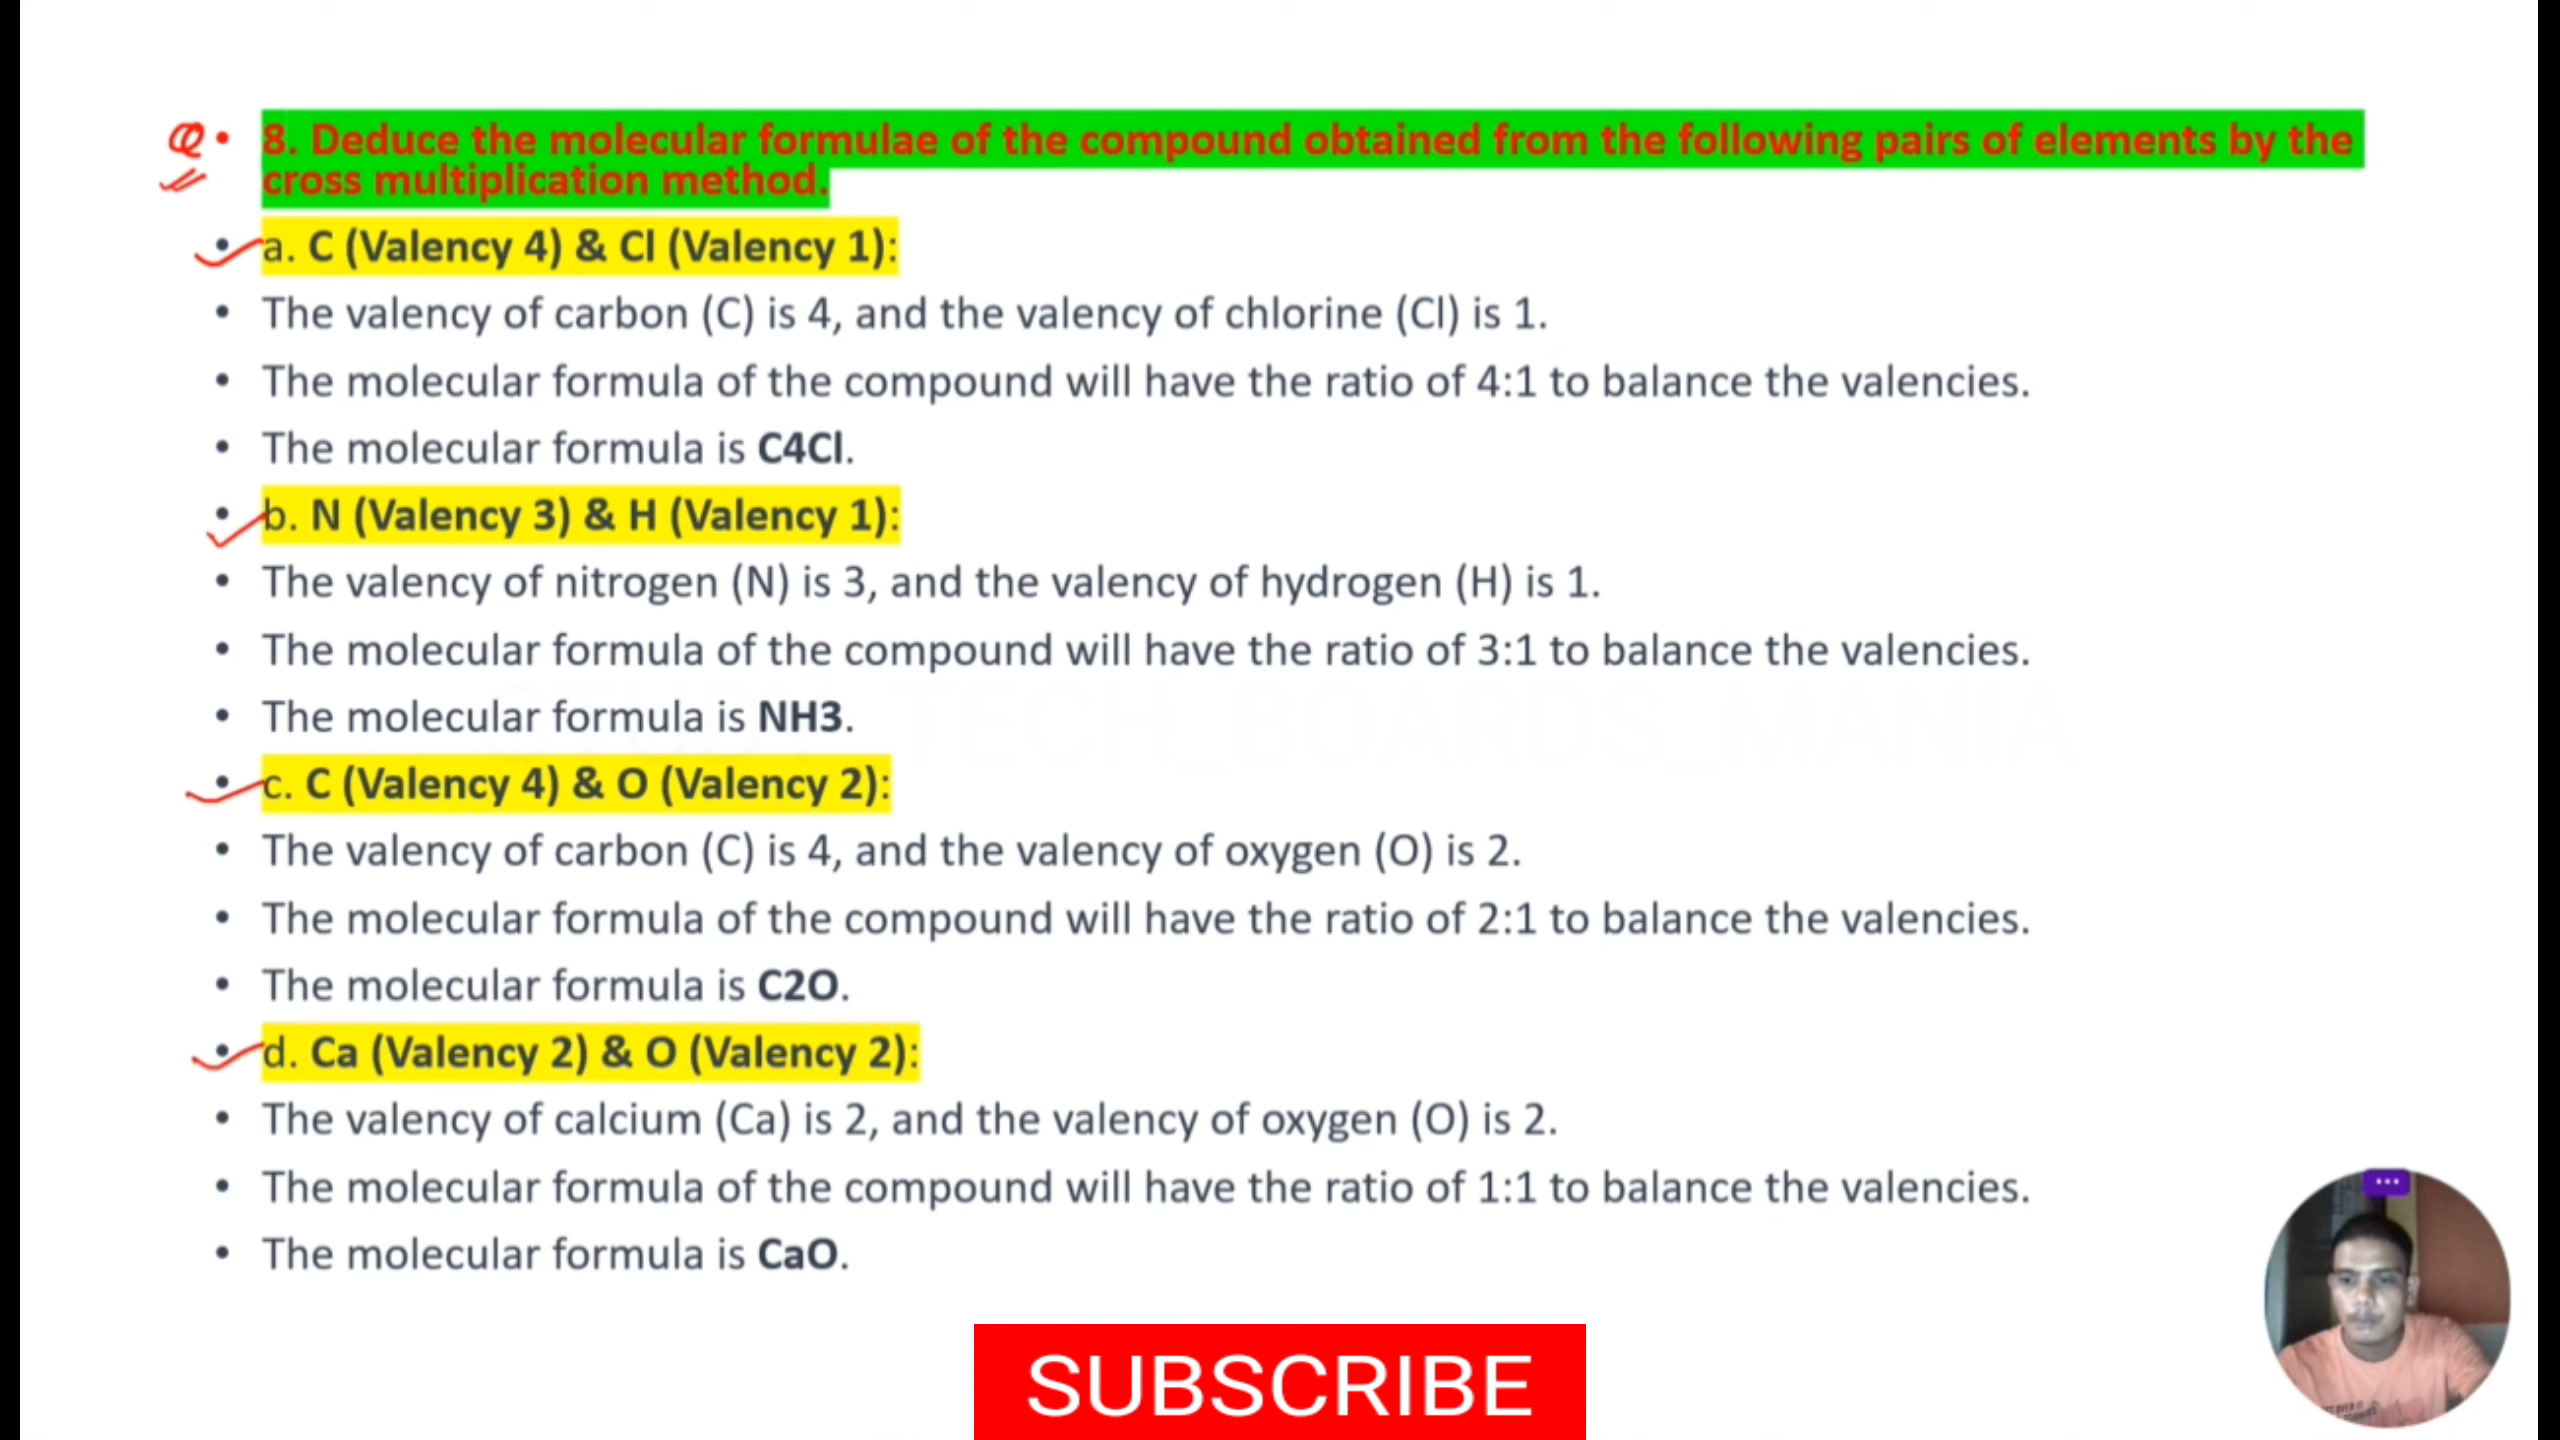 Q • 8. Deduce the molecular formulae of the compound obtained from the following pairs of elements by the
cross multiplication method.
• a. C (Valency 4) & Cl (Valency 1):
• The valency of carbon (C) is 4, and the valency of chlorine (Cl) is 1.
• The molecular formula of the compound will have the ratio of 4:1 to balance the valencies.
• The molecular formula is C4Cl.
• b. N (Valency 3) & H (Valency 1):
• The valency of nitrogen (N) is 3, and the valency of hydrogen (H) is 1.
• The molecular formula of the compound will have the ratio of 3:1 to balance the valencies.
• The molecular formula is NH3.
STUDY_TECH_BOARDS_MANIA
• c. C (Valency 4) & O (Valency 2):
• The valency of carbon (C) is 4, and the valency of oxygen (O) is 2.
• The molecular formula of the compound will have the ratio of 2:1 to balance the valencies.
• The molecular formula is C2O.
• d. Ca (Valency 2) & O (Valency 2):
• The valency of calcium (Ca) is 2, and the valency of oxygen (O) is 2.
• The molecular formula of the compound will have the ratio of 1:1 to balance the valencies.
• The molecular formula is CaO.
SUBSCRIBE